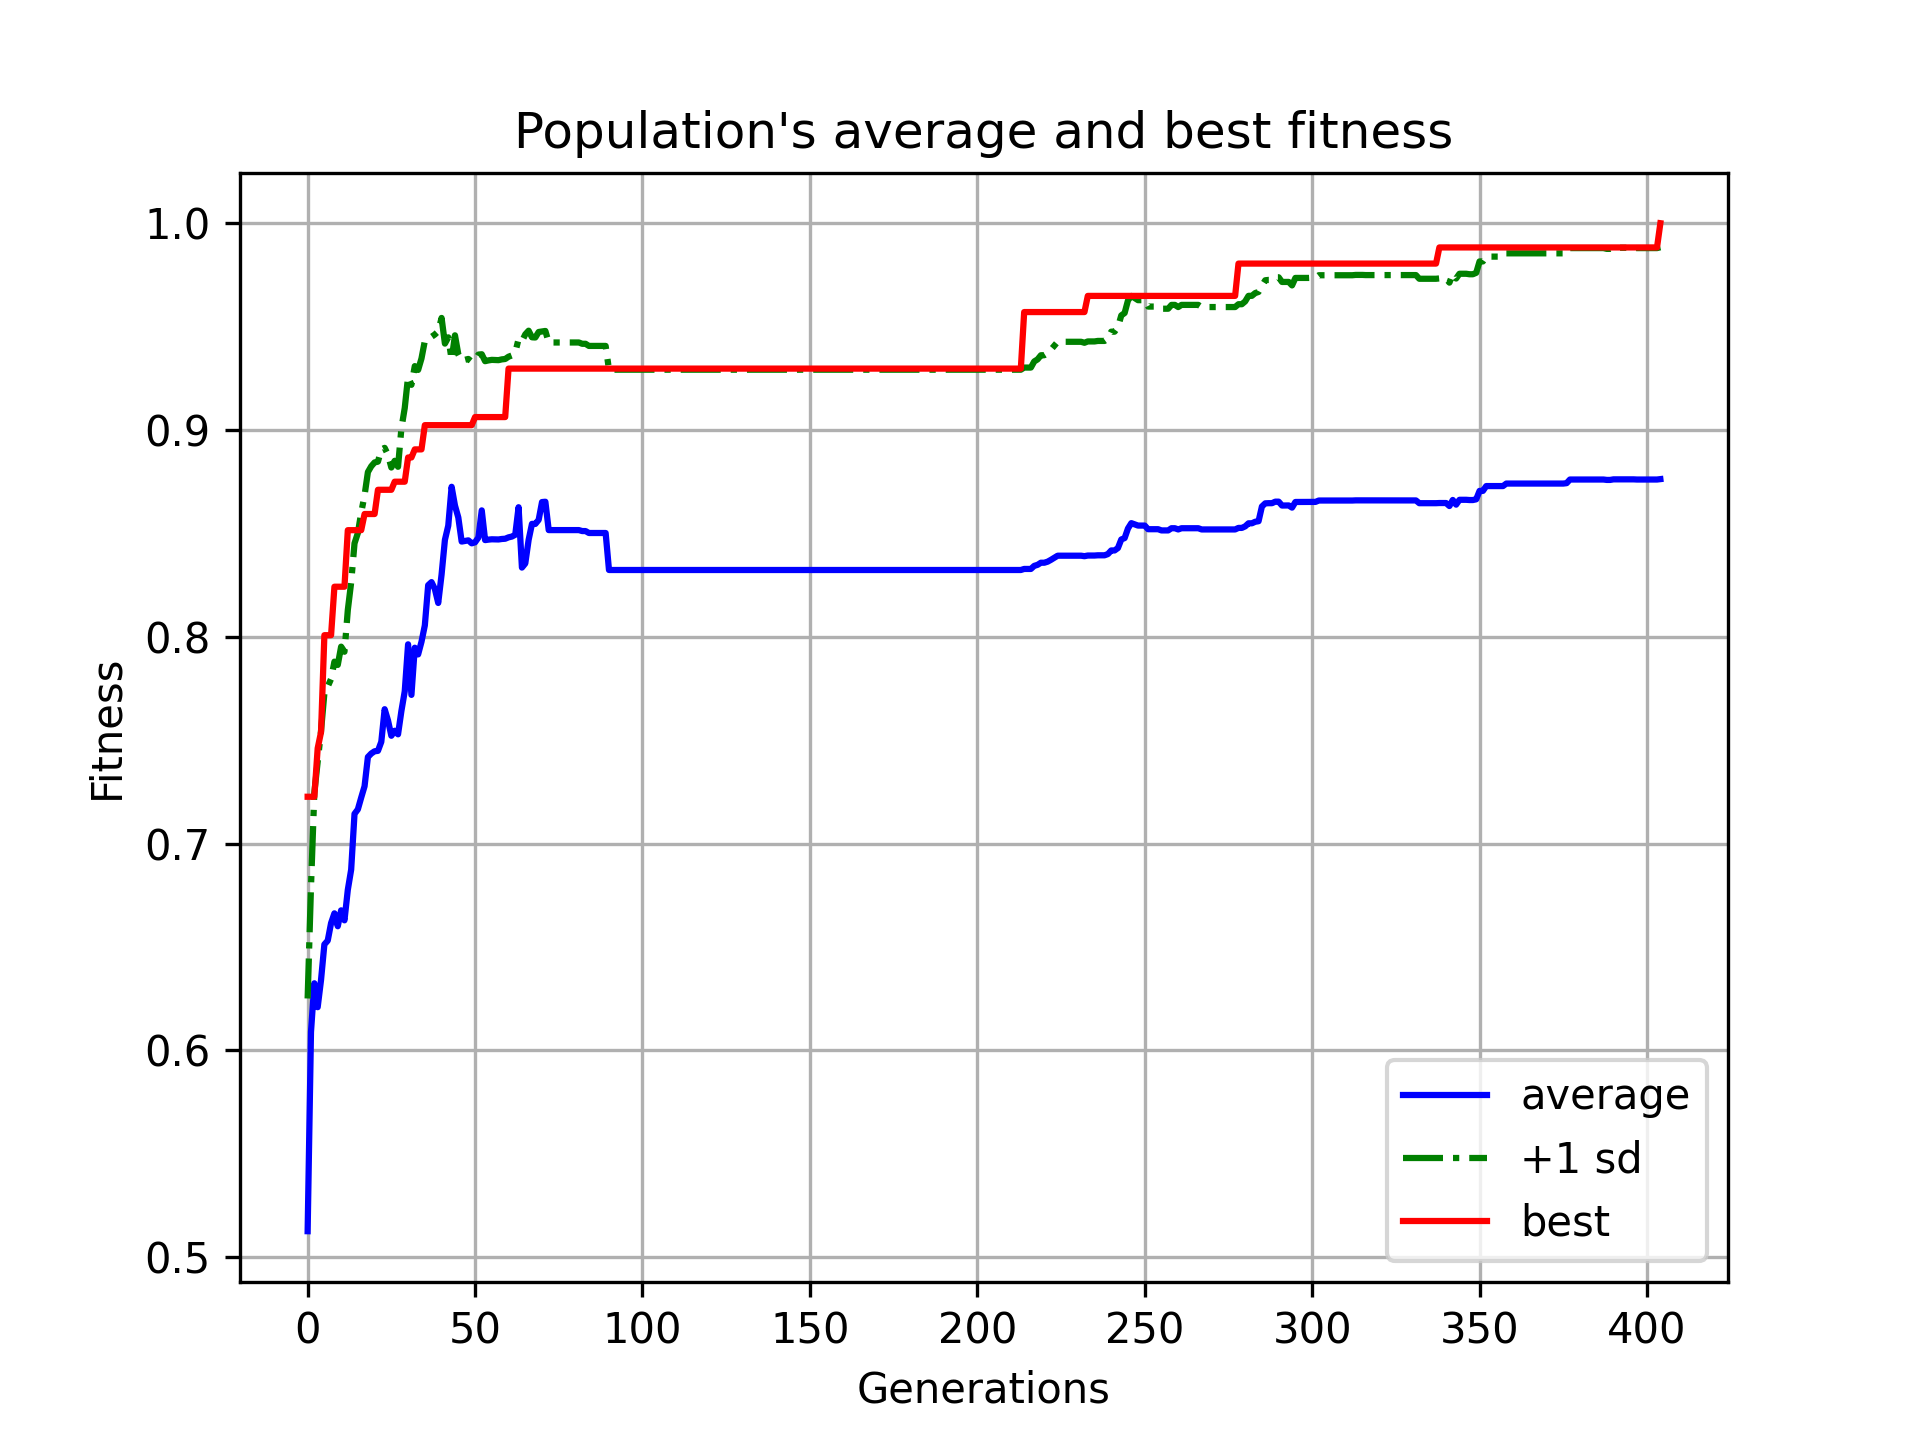 Population's average and best fitness
1.0
0.9
0.8
0.7
0.6
0.5
Fitness
0 50 100 150 200 250 300 350 400
Generations
average
+1 sd
best